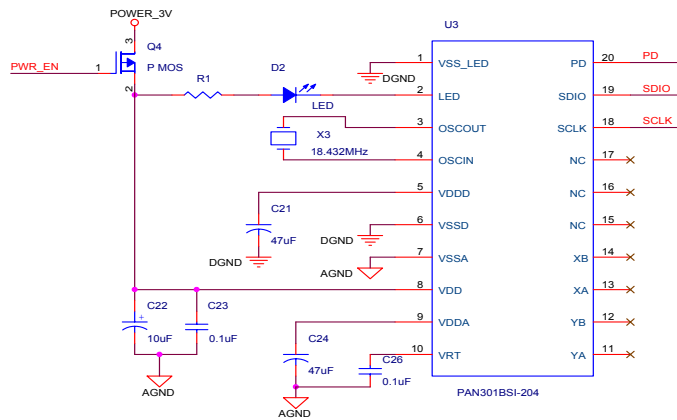 POWER_3V
U3
3
Q4
PWR_EN
1
P MOS
2
R1
D2
LED
DGND
1
VSS_LED
PD
20
PD
2
LED
SDIO
19
SDIO
3
OSCOUT
SCLK
18
SCLK
X3
18.432MHz
4
OSCIN
NC
17
5
VDDD
NC
16
C21
47uF
DGND
DGND
6
VSSD
NC
15
AGND
7
VSSA
XB
14
8
VDD
XA
13
C22
+
10uF
C23
0.1uF
AGND
9
VDDA
YB
12
C24
47uF
10
VRT
YA
11
C26
0.1uF
AGND
PAN301BSI-204